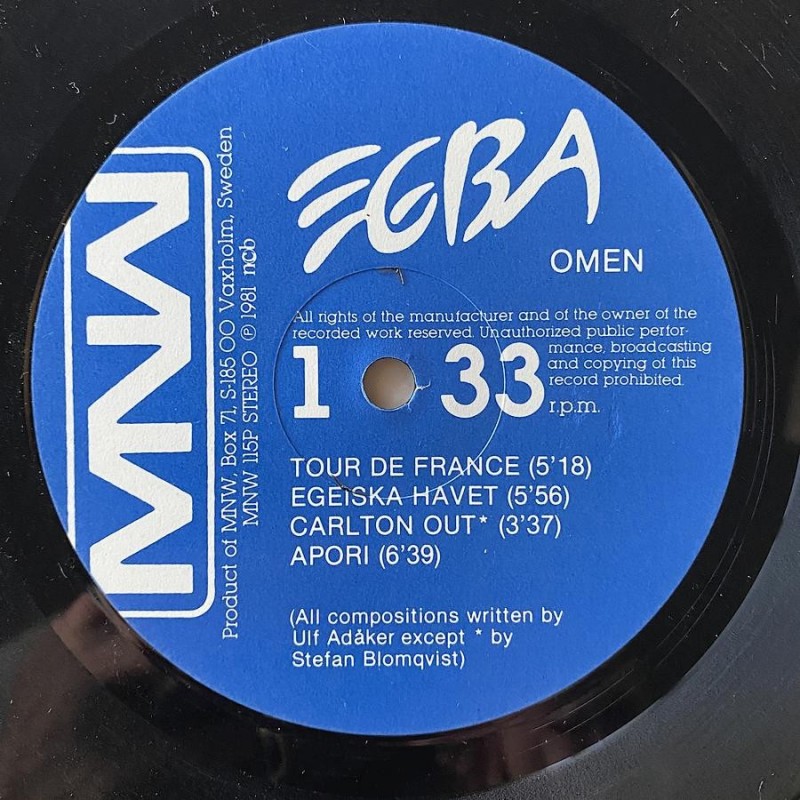 EGBA
OMEN
All rights of the manufacturer and of the owner of the
recorded work reserved. Unauthorized public perfor-
mance, broadcasting
and copying of this
record prohibited.
1 33
r.p.m.
TOUR DE FRANCE (5'18)
EGEISKA HAVET (5'56)
CARLTON OUT* (3'37)
APORI (6'39)
(All compositions written by
Ulf Adåker except * by
Stefan Blomqvist)
MNW
Product of MNW, Box 71, S-185 00 Vaxholm, Sweden
MNW 115P STEREO Ⓟ 1981 ncb